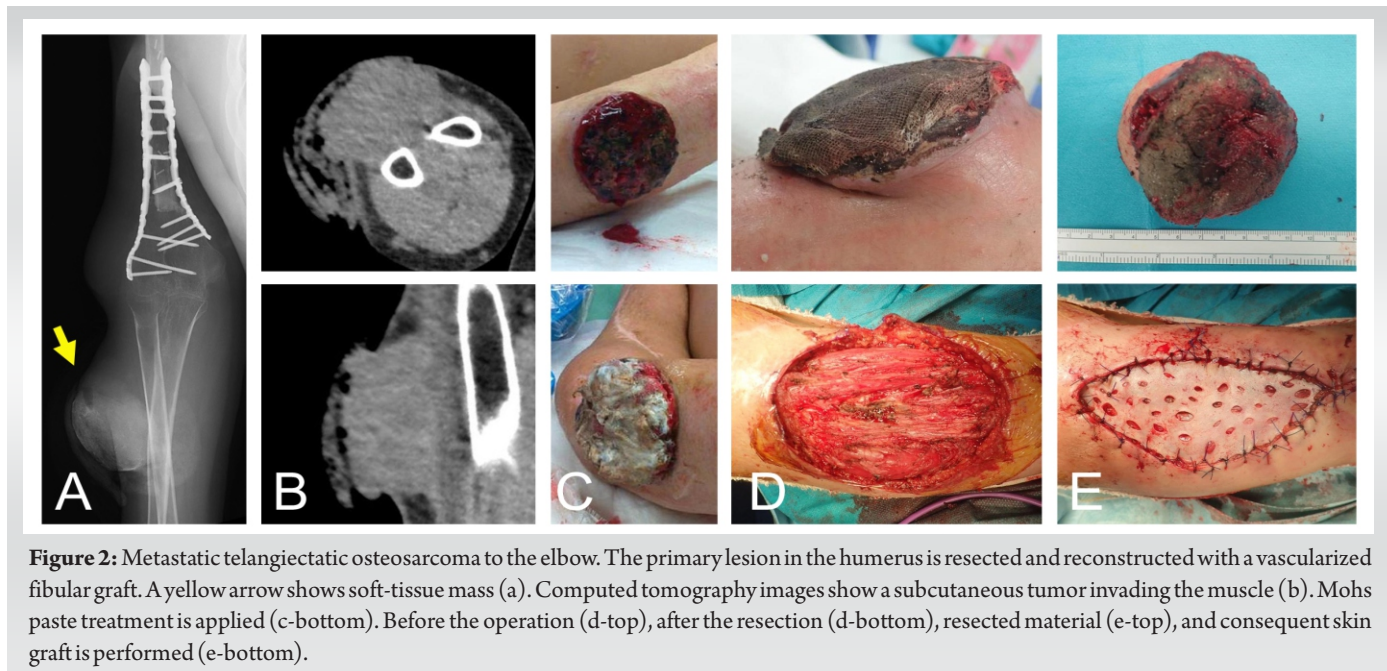 A
B
C
D
E
Figure 2: Metastatic telangiectatic osteosarcoma to the elbow. The primary lesion in the humerus is resected and reconstructed with a vascularized
fibular graft. A yellow arrow shows soft-tissue mass (a). Computed tomography images show a subcutaneous tumor invading the muscle (b). Mohs
paste treatment is applied (c-bottom). Before the operation (d-top), after the resection (d-bottom), resected material (e-top), and consequent skin
graft is performed (e-bottom).